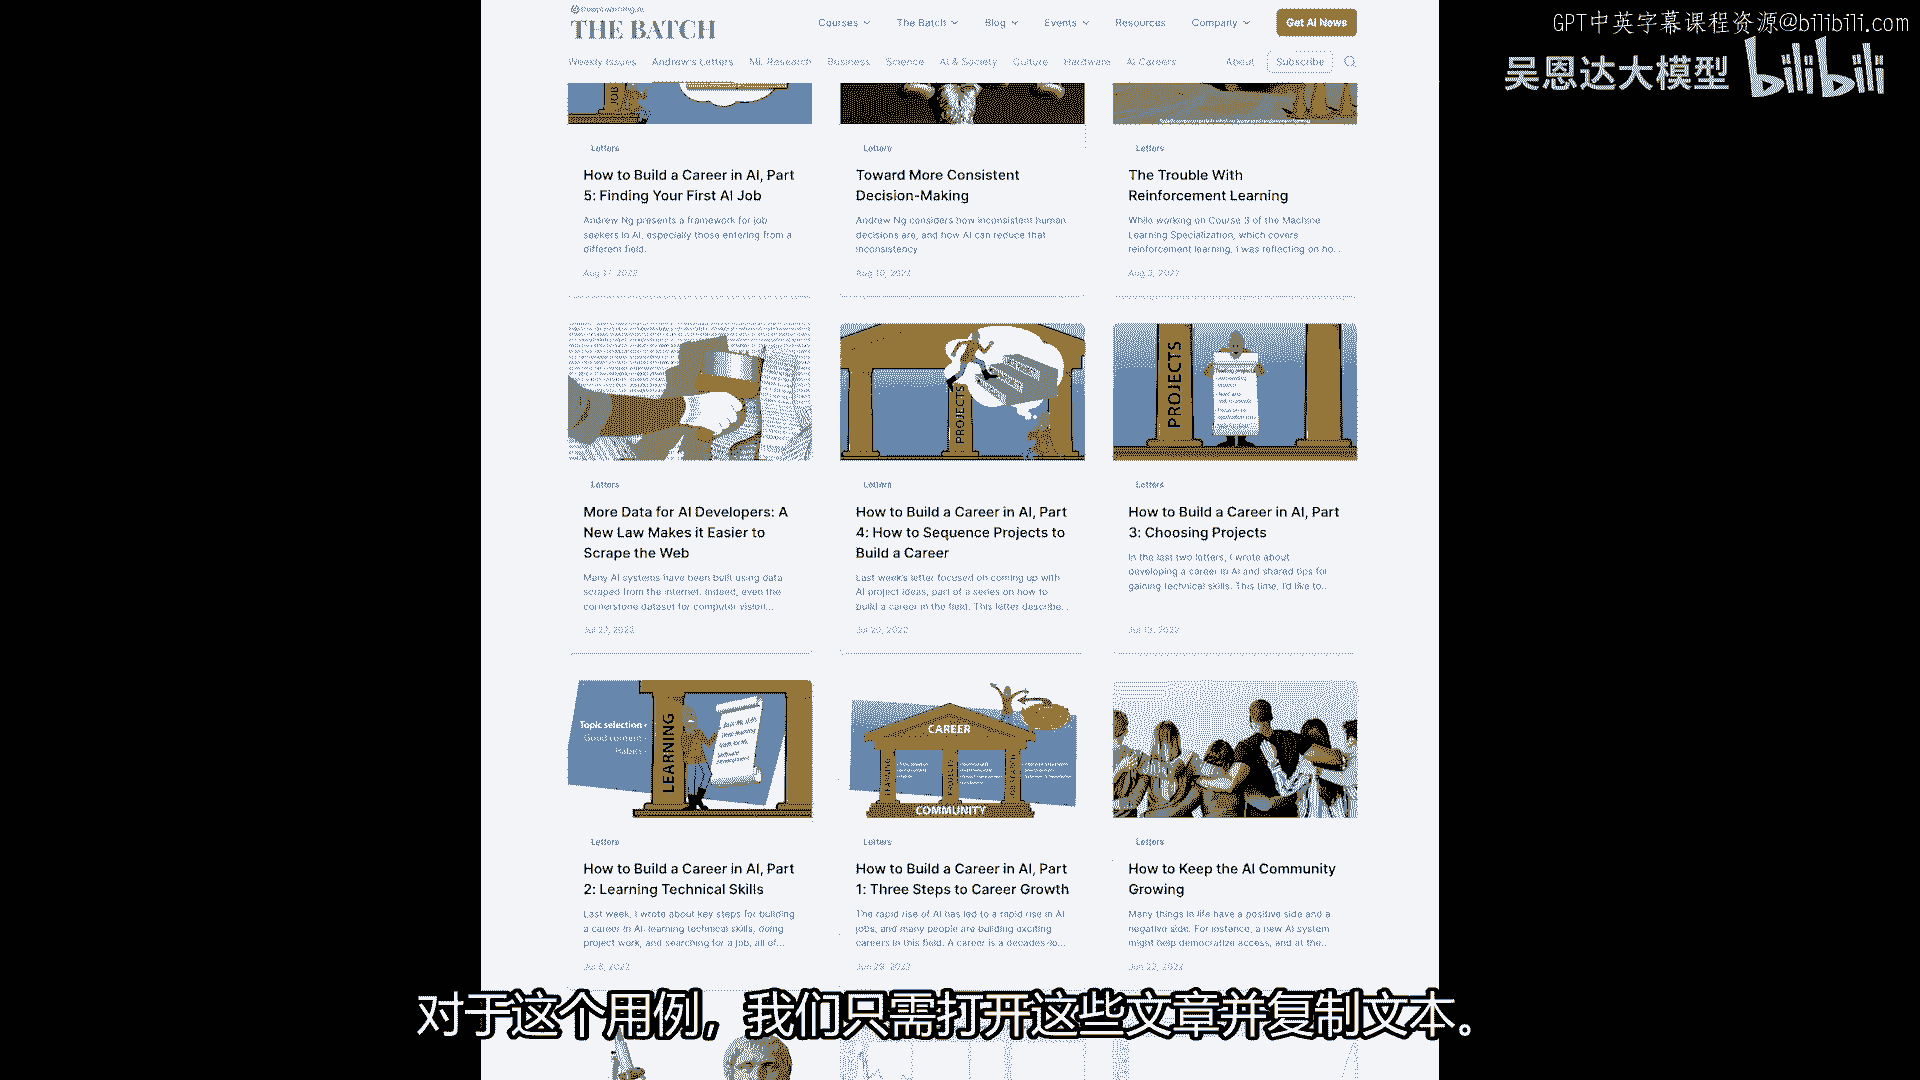 GPT中英字幕课程资源@bilibili.com
吴恩达大模型 bilibili
deeplearning.ai
THE BATCH
Courses The Batch Blog Events Resources Company Get AI News
Weekly Issues Andrew's Letters ML Research Business Science AI & Society Culture Hardware AI Careers About Subscribe
JOB
Letters Letters Letters
How to Build a Career in AI, Part
5: Finding Your First AI Job
Andrew Ng presents a framework for job
seekers in AI, especially those entering from a
different field.
Aug 17, 2022
Toward More Consistent
Decision-Making
Andrew Ng considers how inconsistent human
decisions are, and how AI can reduce that
inconsistency
Aug 10, 2022
The Trouble With
Reinforcement Learning
While working on Course 3 of the Machine
Learning Specialization, which covers
reinforcement learning, I was reflecting on ho...
Aug 3, 2022
PROJECTS
PROJECTS
Letters Letters Letters
More Data for AI Developers: A
New Law Makes it Easier to
Scrape the Web
Many AI systems have been built using data
scraped from the internet. Indeed, even the
cornerstone dataset for computer vision...
Jul 27, 2022
How to Build a Career in AI, Part
4: How to Sequence Projects to
Build a Career
Last week's letter focused on coming up with
AI project ideas, part of a series on how to
build a career in the field. This letter describe...
Jul 20, 2022
How to Build a Career in AI, Part
3: Choosing Projects
In the last two letters, I wrote about
developing a career in AI and shared tips for
gaining technical skills. This time, I'd like to...
Jul 13, 2022
Topic selection
Good content
Habits
LEARNING
CAREER
LEARNING
PROJECTS
COMMUNITY
Letters Letters Letters
How to Build a Career in AI, Part
2: Learning Technical Skills
Last week, I wrote about key steps for building
a career in AI: learning technical skills, doing
project work, and searching for a job, all of...
Jul 6, 2022
How to Build a Career in AI, Part
1: Three Steps to Career Growth
The rapid rise of AI has led to a rapid rise in AI
jobs, and many people are building exciting
careers in this field. A career is a decades-lo...
Jun 29, 2022
How to Keep the AI Community
Growing
Many things in life have a positive side and a
negative side. For instance, a new AI system
might help democratize access, and at the...
Jun 22, 2022
对于这个用例，我们只需打开这些文章并复制文本。